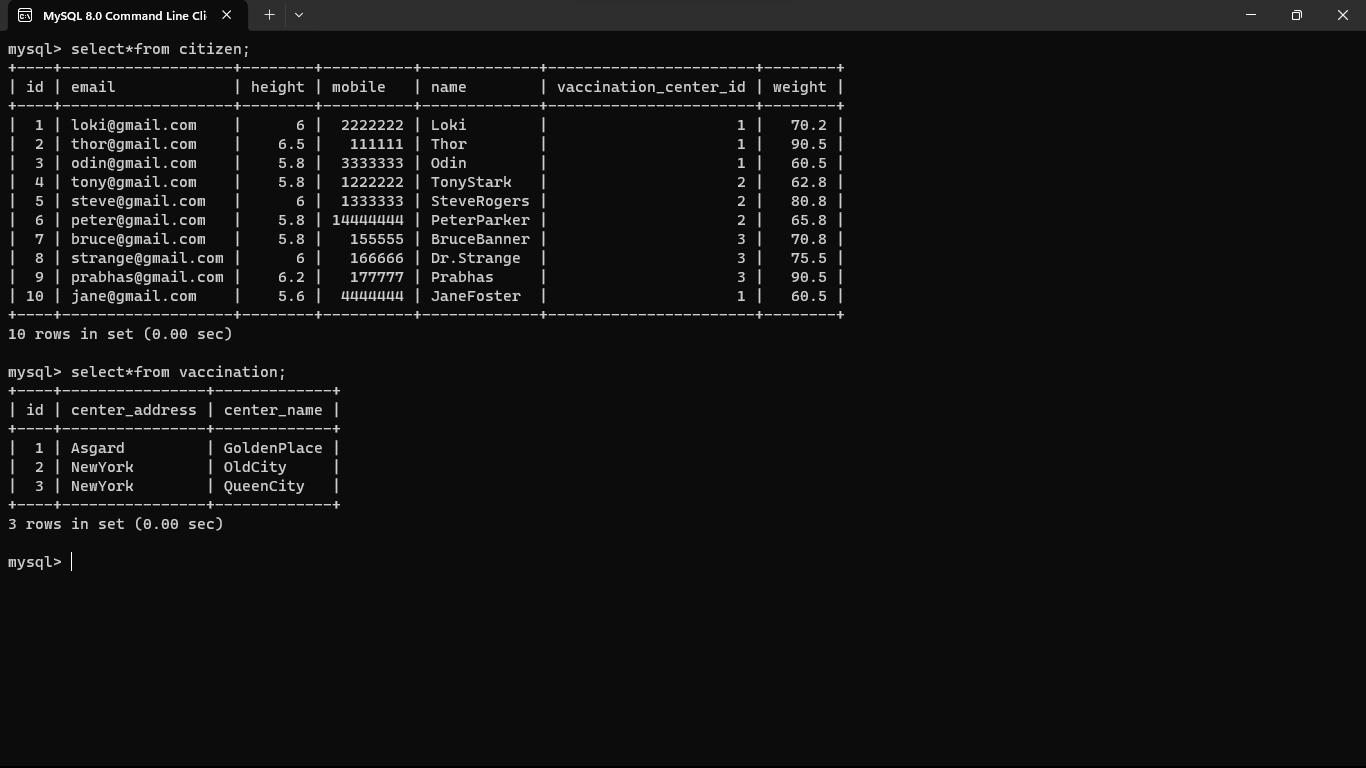 MySQL 8.0 Command Line Cli
mysql> select*from citizen;
+----+-------------------+--------+----------+-------------+-----------------------+--------+
| id | email             | height | mobile   | name        | vaccination_center_id | weight |
+----+-------------------+--------+----------+-------------+-----------------------+--------+
|  1 | loki@gmail.com    |      6 |  2222222 | Loki        |                     1 |   70.2 |
|  2 | thor@gmail.com    |    6.5 |   111111 | Thor        |                     1 |   90.5 |
|  3 | odin@gmail.com    |    5.8 |  3333333 | Odin        |                     1 |   60.5 |
|  4 | tony@gmail.com    |    5.8 |  1222222 | TonyStark   |                     2 |   62.8 |
|  5 | steve@gmail.com   |      6 |  1333333 | SteveRogers |                     2 |   80.8 |
|  6 | peter@gmail.com   |    5.8 | 14444444 | PeterParker |                     2 |   65.8 |
|  7 | bruce@gmail.com   |    5.8 |   155555 | BruceBanner |                     3 |   70.8 |
|  8 | strange@gmail.com |      6 |   166666 | Dr.Strange  |                     3 |   75.5 |
|  9 | prabhas@gmail.com |    6.2 |   177777 | Prabhas     |                     3 |   90.5 |
| 10 | jane@gmail.com    |    5.6 |  4444444 | JaneFoster  |                     1 |   60.5 |
+----+-------------------+--------+----------+-------------+-----------------------+--------+
10 rows in set (0.00 sec)
mysql> select*from vaccination;
+----+----------------+-------------+
| id | center_address | center_name |
+----+----------------+-------------+
|  1 | Asgard         | GoldenPlace |
|  2 | NewYork        | OldCity     |
|  3 | NewYork        | QueenCity   |
+----+----------------+-------------+
3 rows in set (0.00 sec)
mysql>